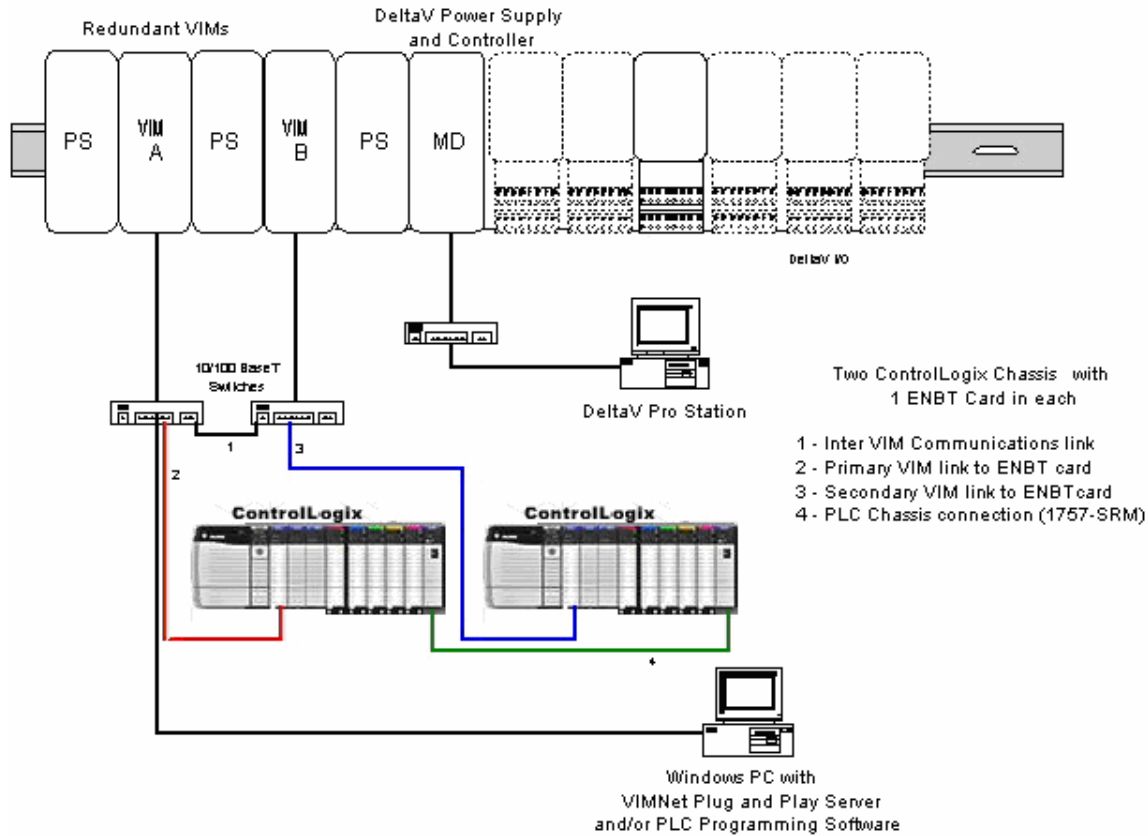 Redundant VIMs
DeltaV Power Supply
and Controller
PS
VIM
A
PS
VIM
B
PS
MD
DeltaV I/O
10/100 BaseT
Switches
DeltaV Pro Station
Two ControlLogix Chassis with
1 ENBT Card in each
1 - Inter VIM Communications link
2 - Primary VIM link to ENBT card
3 - Secondary VIM link to ENBTcard
4 - PLC Chassis connection (1757-SRM)
1
2
3
ControlLogix
ControlLogix
4
Windows PC with
VIMNet Plug and Play Server
and/or PLC Programming Software